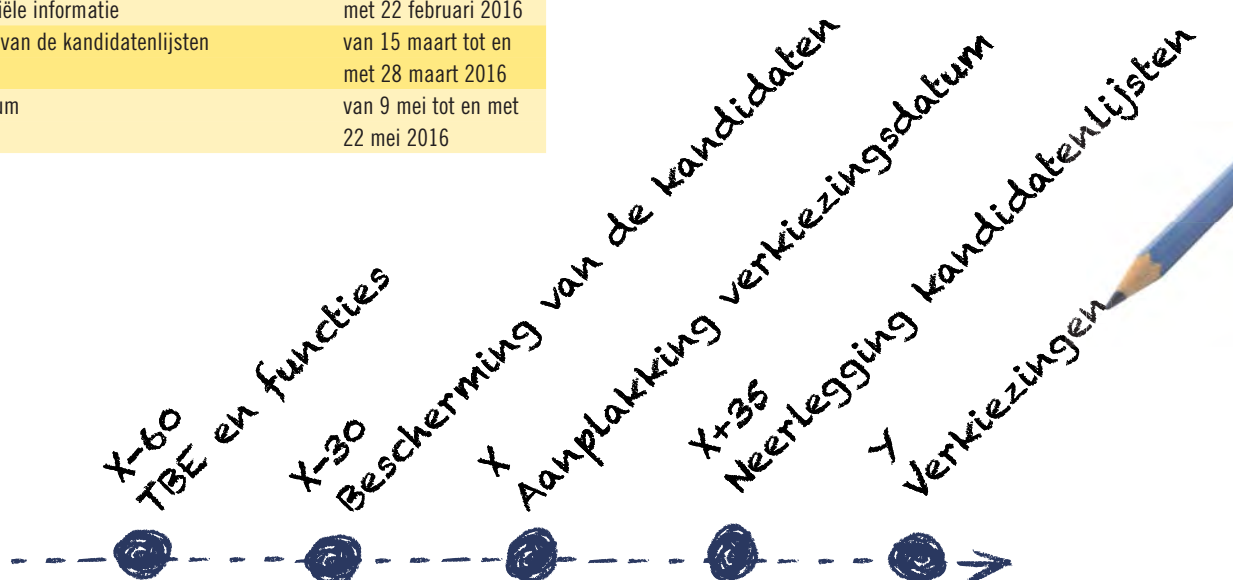 iële informatie met 22 februari 2016
van de kandidatenlijsten van 15 maart tot en
met 28 maart 2016
um van 9 mei tot en met
22 mei 2016
X-60
TBE en functies
X-30
Bescherming van de kandidaten
X
Aanplakking verkiezingsdatum
X+35
Neerlegging kandidatenlijsten
Y
Verkiezingen